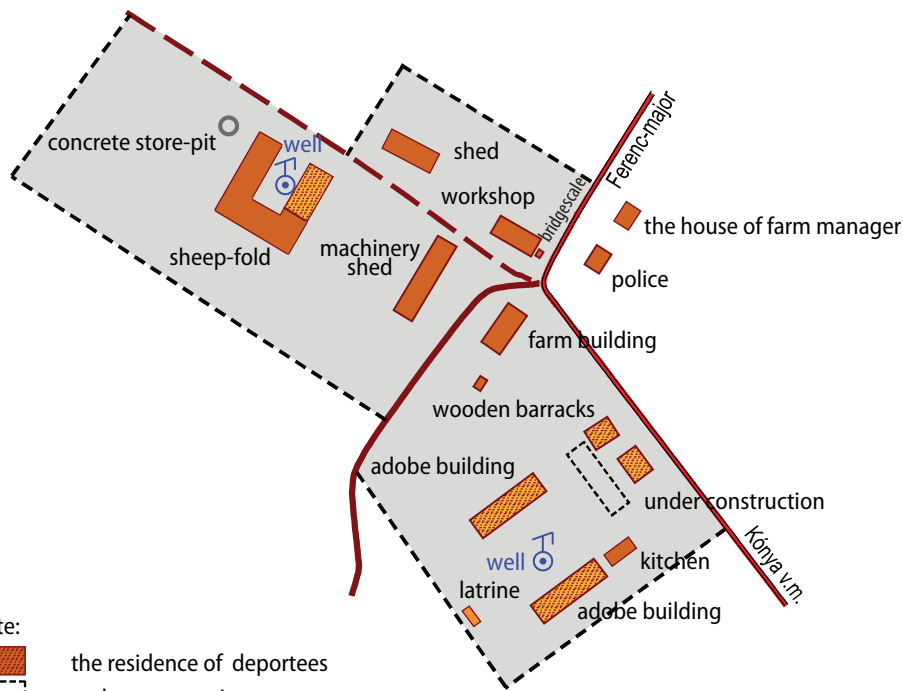 Ferenc-major
concrete store-pit
well
shed
workshop
bridgescale
the house of farm manager
sheep-fold
machinery
shed
police
farm building
wooden barracks
adobe building
under construction
Kónya v.m.
well
kitchen
latrine
adobe building
the residence of deportees